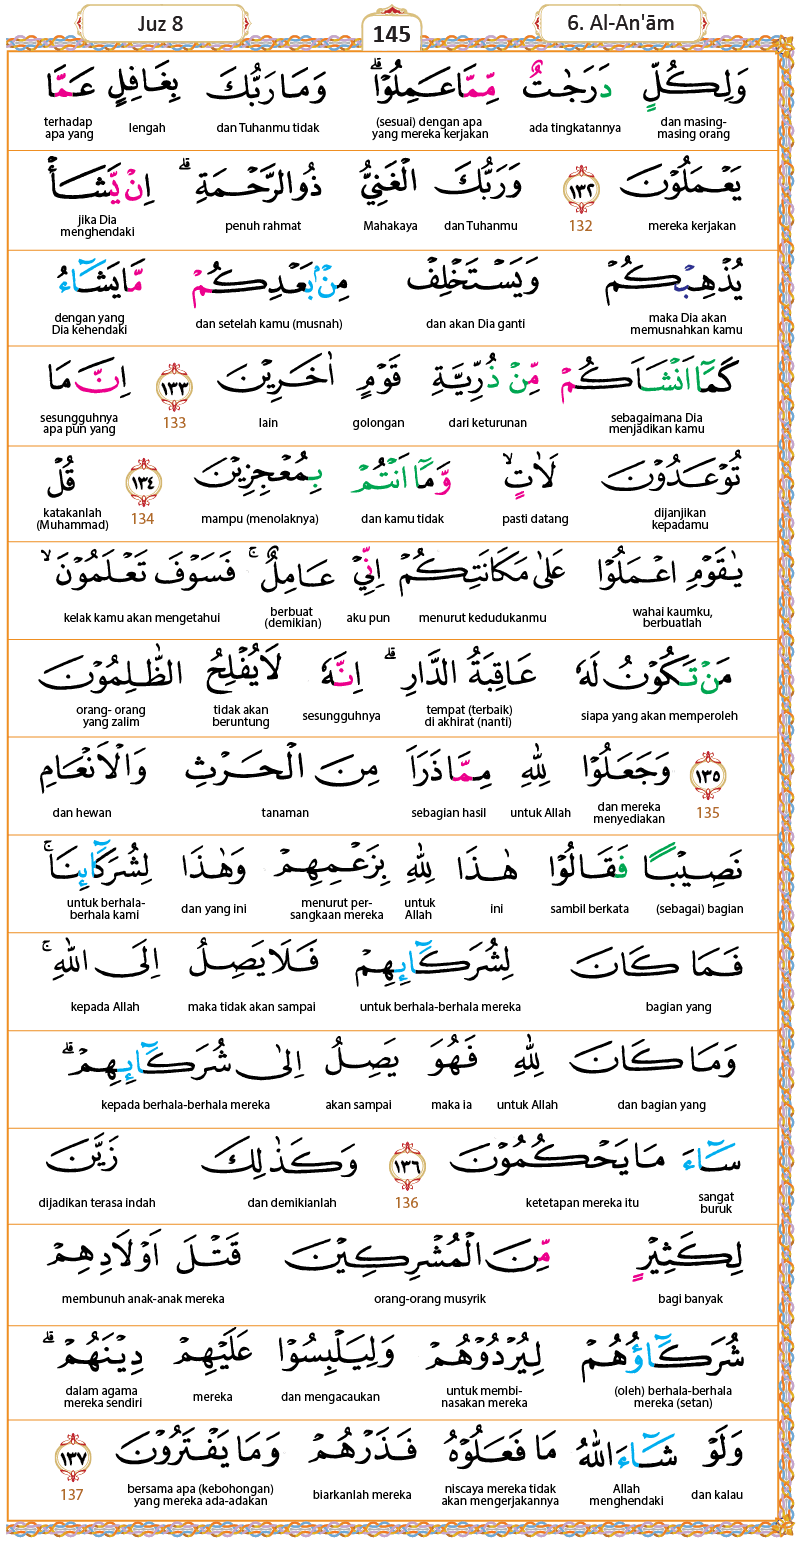 Juz 8
145
6. Al-An'ām
وَلِكُلٍّ دَرَجٰتٌ مِّمَّا عَمِلُوْاۗ وَمَا رَبُّكَ بِغَافِلٍ عَمَّا
dan masing-masing orang ada tingkatannya (sesuai) dengan apa yang mereka kerjakan dan Tuhanmu tidak lengah terhadap apa yang
يَعْمَلُوْنَ ١٣٢ وَرَبُّكَ الْغَنِيُّ ذُو الرَّحْمَةِۗ اِنْ يَّشَأْ
mereka kerjakan 132 dan Tuhanmu Mahakaya penuh rahmat jika Dia menghendaki
يُذْهِبْكُمْ وَيَسْتَخْلِفْ مِنْۢ بَعْدِكُمْ مَّا يَشَاۤءُ
maka Dia akan memusnahkan kamu dan akan Dia ganti dan setelah kamu (musnah) dengan yang Dia kehendaki
كَمَآ اَنْشَاَكُمْ مِّنْ ذُرِّيَّةِ قَوْمٍ اٰخَرِيْنَ ١٣٣ اِنَّ مَا
sebagaimana Dia menjadikan kamu dari keturunan golongan lain 133 sesungguhnya apa pun yang
تُوْعَدُوْنَ لَاٰتٍۙ وَّمَآ اَنْتُمْ بِمُعْجِزِيْنَ ١٣٤ قُلْ
dijanjikan kepadamu pasti datang dan kamu tidak mampu (menolaknya) 134 katakanlah (Muhammad)
يٰقَوْمِ اعْمَلُوْا عَلٰى مَكَانَتِكُمْ اِنِّيْ عَامِلٌۚ فَسَوْفَ تَعْلَمُوْنَۙ
wahai kaumku, berbuatlah menurut kedudukanmu aku pun berbuat (demikian) kelak kamu akan mengetahui
مَنْ تَكُوْنُ لَهٗ عَاقِبَةُ الدَّارِۗ اِنَّهٗ لَا يُفْلِحُ الظّٰلِمُوْنَ
siapa yang akan memperoleh tempat (terbaik) di akhirat (nanti) sesungguhnya tidak akan beruntung orang- orang yang zalim
١٣٥ وَجَعَلُوْا لِلّٰهِ مِمَّا ذَرَاَ مِنَ الْحَرْثِ وَالْاَنْعَامِ
135 dan mereka menyediakan untuk Allah sebagian hasil tanaman dan hewan
نَصِيْبًا فَقَالُوْا هٰذَا لِلّٰهِ بِزَعْمِهِمْ وَهٰذَا لِشُرَكَاۤىِٕنَاۚ
(sebagai) bagian sambil berkata ini untuk Allah menurut per-sangkaan mereka dan yang ini untuk berhala-berhala kami
فَمَا كَانَ لِشُرَكَاۤىِٕهِمْ فَلَا يَصِلُ اِلَى اللّٰهِۚ
bagian yang untuk berhala-berhala mereka maka tidak akan sampai kepada Allah
وَمَا كَانَ لِلّٰهِ فَهُوَ يَصِلُ اِلٰى شُرَكَاۤىِٕهِمْۗ
dan bagian yang untuk Allah maka ia akan sampai kepada berhala-berhala mereka
سَاۤءَ مَا يَحْكُمُوْنَ ١٣٦ وَكَذٰلِكَ زَيَّنَ
sangat buruk ketetapan mereka itu 136 dan demikianlah dijadikan terasa indah
لِكَثِيْرٍ مِّنَ الْمُشْرِكِيْنَ قَتْلَ اَوْلَادِهِمْ
bagi banyak orang-orang musyrik membunuh anak-anak mereka
شُرَكَاۤؤُهُمْ لِيُرْدُوْهُمْ وَلِيَلْبِسُوْا عَلَيْهِمْ دِيْنَهُمْۗ
(oleh) berhala-berhala mereka (setan) untuk membi-nasakan mereka dan mengacaukan mereka dalam agama mereka sendiri
وَلَوْ شَاۤءَ اللّٰهُ مَا فَعَلُوْهُ فَذَرْهُمْ وَمَا يَفْتَرُوْنَ ١٣٧
dan kalau Allah menghendaki niscaya mereka tidak akan mengerjakannya biarkanlah mereka bersama apa (kebohongan) yang mereka ada-adakan 137